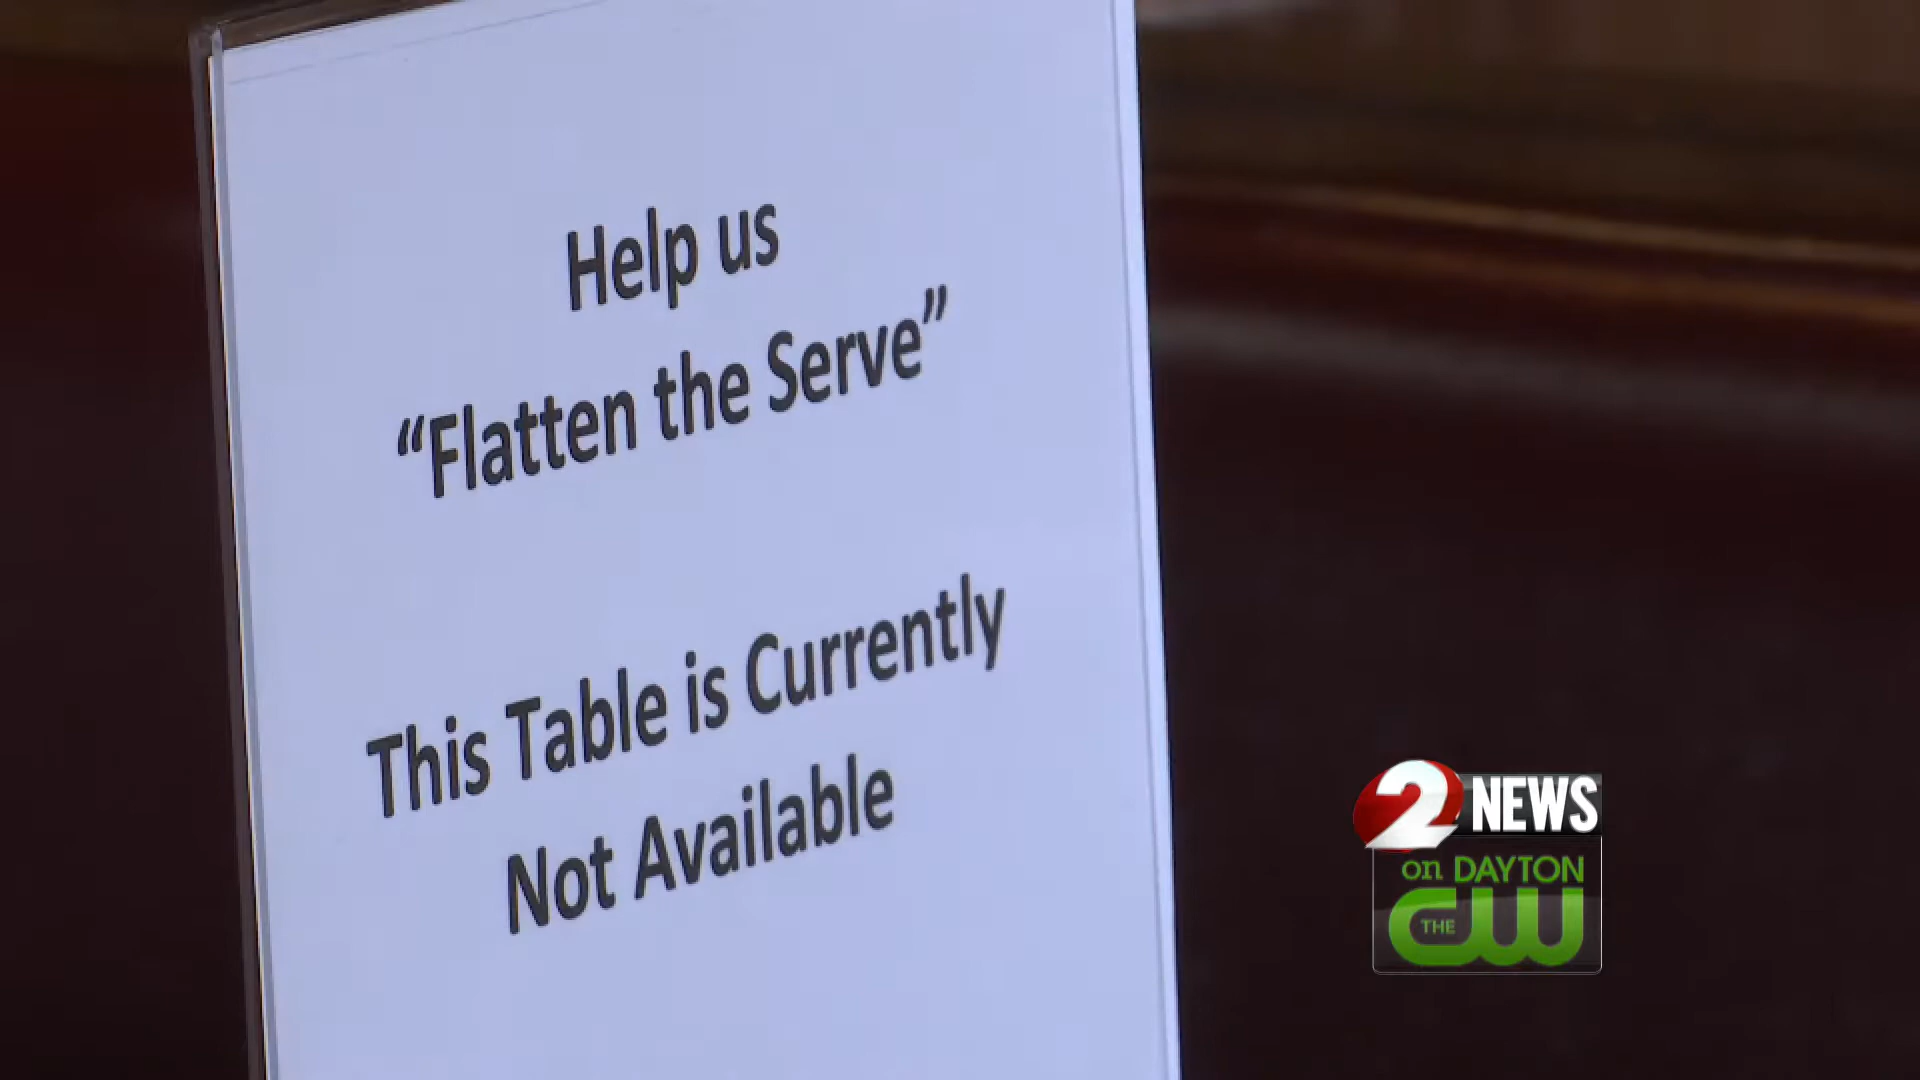 Help us
“Flatten the Serve”
This Table is Currently
Not Available
2 NEWS
on DAYTON
THE CW